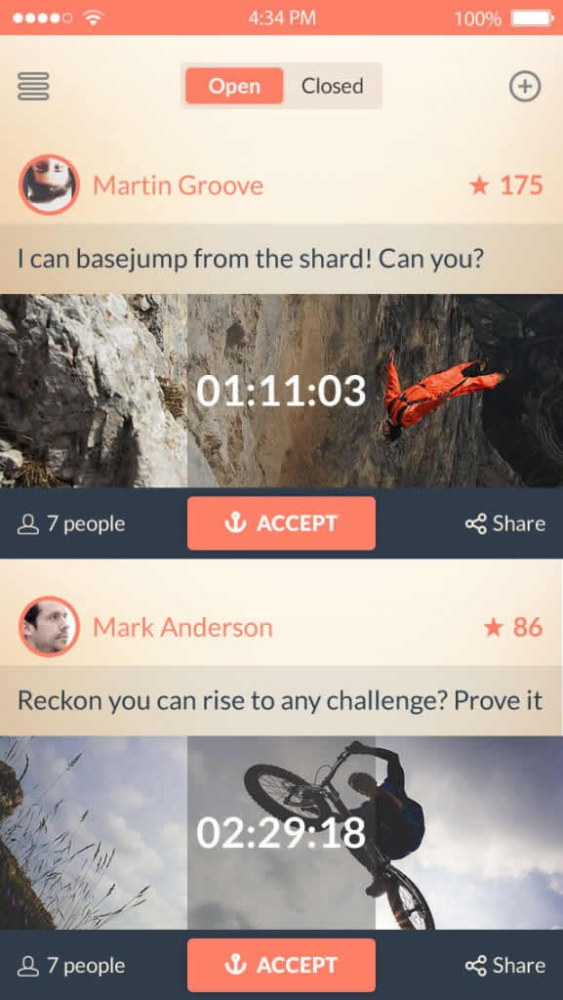 4:34 PM 100%
Open Closed
Martin Groove 175
I can basejump from the shard! Can you?
01:11:03
7 people ACCEPT Share
Mark Anderson 86
Reckon you can rise to any challenge? Prove it
02:29:18
7 people ACCEPT Share